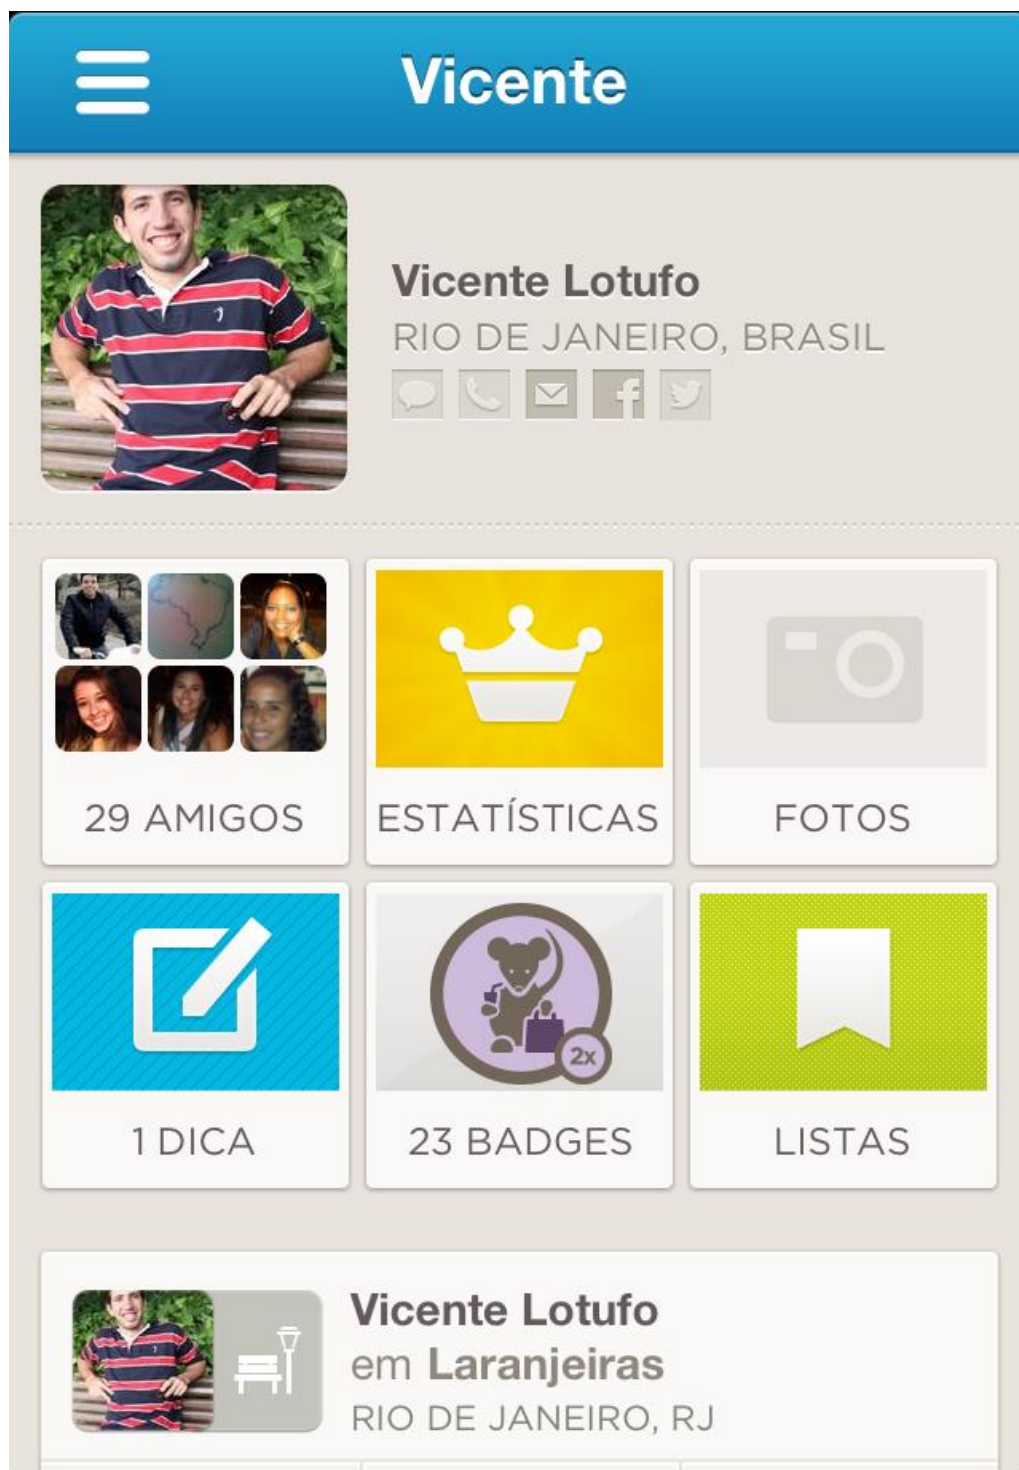 Vicente
Vicente Lotufo
RIO DE JANEIRO, BRASIL
29 AMIGOS
ESTATÍSTICAS
FOTOS
2x
1 DICA
23 BADGES
LISTAS
Vicente Lotufo
em Laranjeiras
RIO DE JANEIRO, RJ